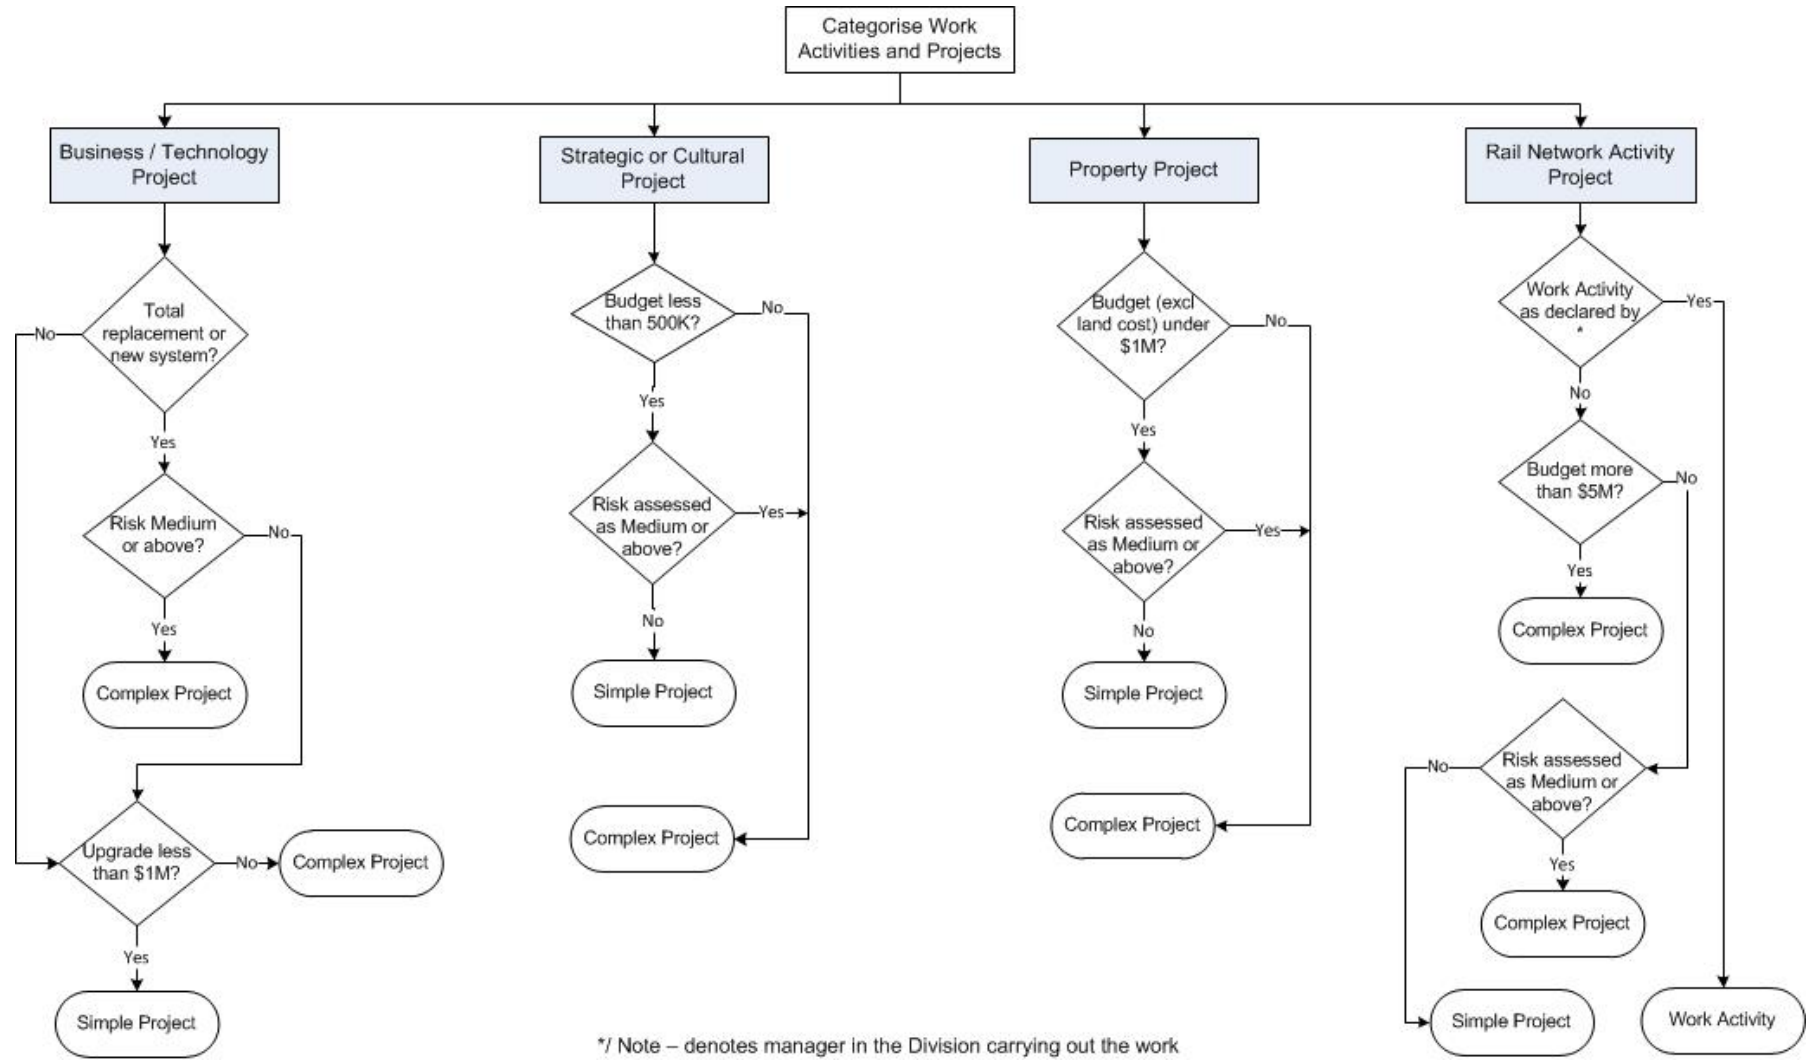 Categorise Work
Activities and Projects
Business / Technology
Project
Total
replacement or
new system?
No
Yes
Risk Medium
or above?
No
Yes
Complex Project
Upgrade less
than $1M?
No
Complex Project
Yes
Simple Project
Strategic or Cultural
Project
Budget less
than 500K?
No
Yes
Risk assessed
as Medium or
above?
Yes
No
Simple Project
Complex Project
Property Project
Budget (excl
land cost) under
$1M?
No
Yes
Risk assessed
as Medium or
above?
Yes
No
Simple Project
Complex Project
Rail Network Activity
Project
Work Activity
as declared by
*
Yes
No
Budget more
than $5M?
No
Yes
Complex Project
Risk assessed
as Medium or
above?
No
Yes
Complex Project
Simple Project
Work Activity
*/ Note – denotes manager in the Division carrying out the work